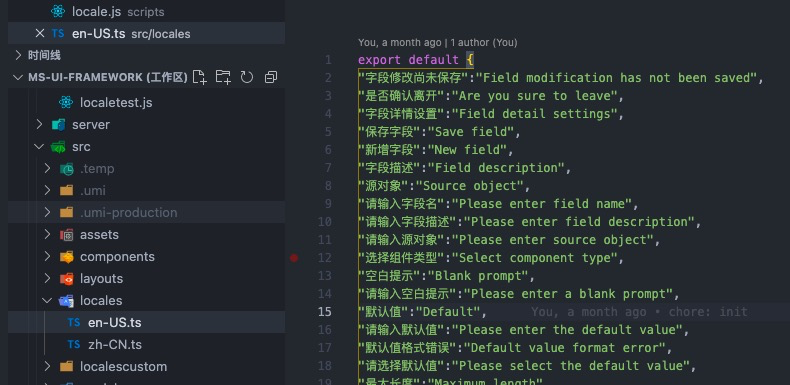 locale.js scripts
en-US.ts src/locales
时间线
MS-UI-FRAMEWORK (工作区)
localetest.js
server
src
.temp
.umi
.umi-production
assets
components
layouts
locales
en-US.ts
zh-CN.ts
localescustom
You, a month ago | 1 author (You)
1 export default {
2 "字段修改尚未保存":"Field modification has not been saved",
3 "是否确认离开":"Are you sure to leave",
4 "字段详情设置":"Field detail settings",
5 "保存字段":"Save field",
6 "新增字段":"New field",
7 "字段描述":"Field description",
8 "源对象":"Source object",
9 "请输入字段名":"Please enter field name",
10 "请输入字段描述":"Please enter field description",
11 "请输入源对象":"Please enter source object",
12 "选择组件类型":"Select component type",
13 "空白提示":"Blank prompt",
14 "请输入空白提示":"Please enter a blank prompt",
15 "默认值":"Default", You, a month ago • chore: init
16 "请输入默认值":"Please enter the default value",
17 "默认值格式错误":"Default value format error",
18 "请选择默认值":"Please select the default value",
19 "最大长度":"Maximum length"